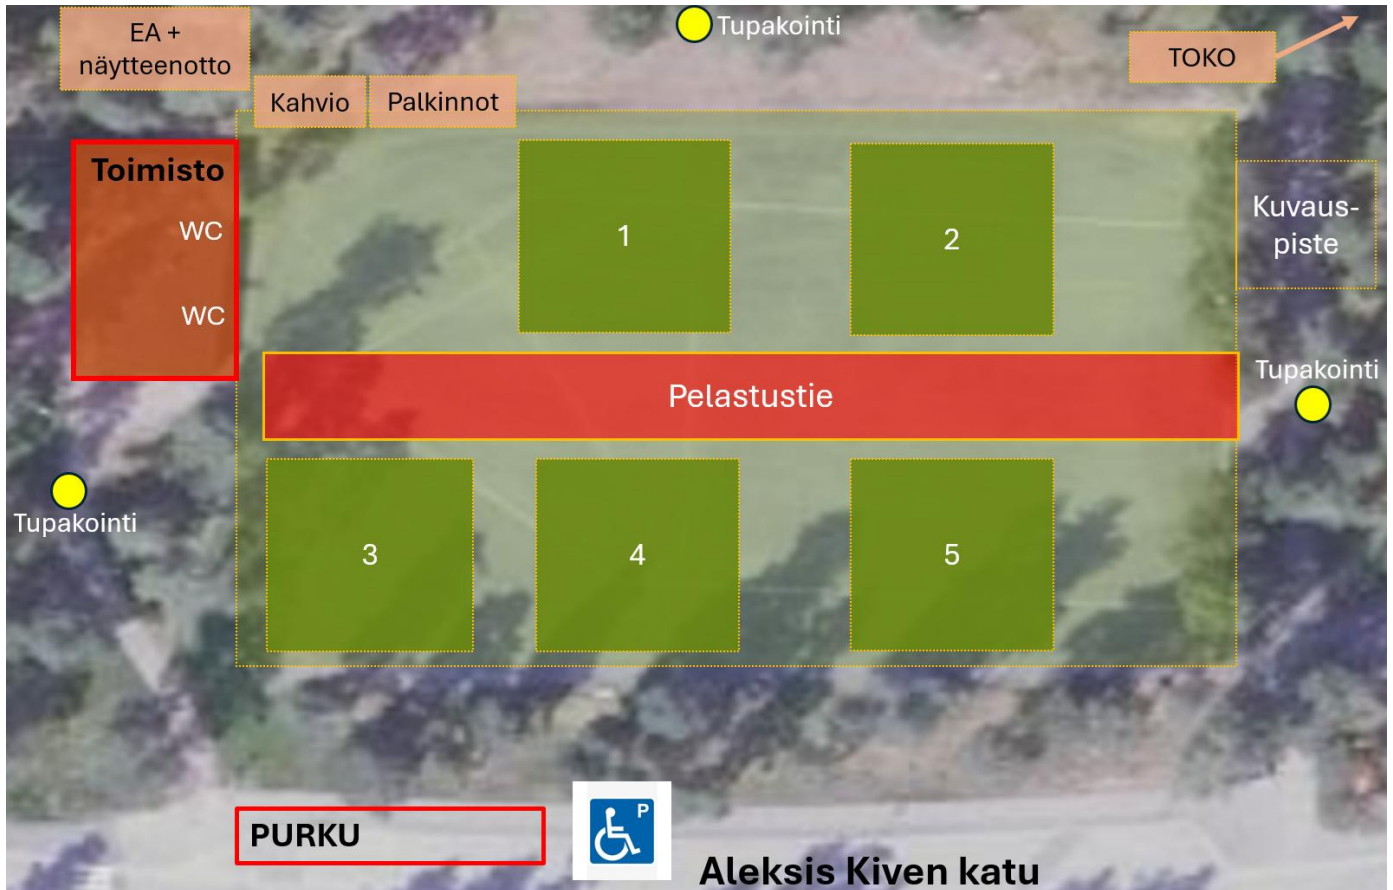 EA +
näytteenotto
Tupakointi
TOKO
Kahvio
Palkinnot
Toimisto
WC
WC
1
2
Kuvaus-
piste
Pelastustie
Tupakointi
Tupakointi
3
4
5
PURKU
P
Aleksis Kiven katu